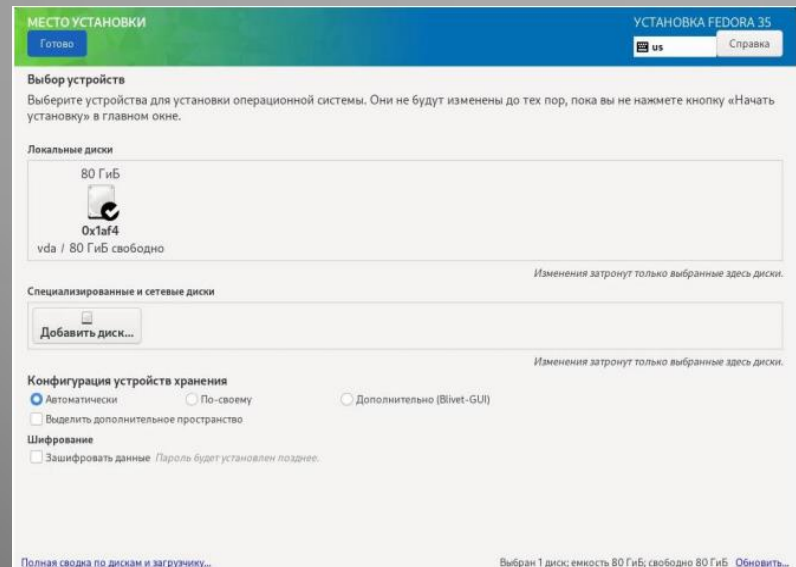 МЕСТО УСТАНОВКИ
УСТАНОВКА FEDORA 35
Готово
us
Справка
Выбор устройств
Выберите устройства для установки операционной системы. Они не будут изменены до тех пор, пока вы не нажмете кнопку «Начать
установку» в главном окне.
Локальные диски
80 ГиБ
0x1af4
vda / 80 ГиБ свободно
Изменения затронут только выбранные здесь диски.
Специализированные и сетевые диски
Добавить диск...
Изменения затронут только выбранные здесь диски.
Конфигурация устройств хранения
Автоматически По-своему Дополнительно (Blivet-GUI)
Выделить дополнительное пространство
Шифрование
Зашифровать данные Пароль будет установлен позднее.
Полная сводка по дискам и загрузчику... Выбран 1 диск; емкость 80 ГиБ; свободно 80 ГиБ Обновить...